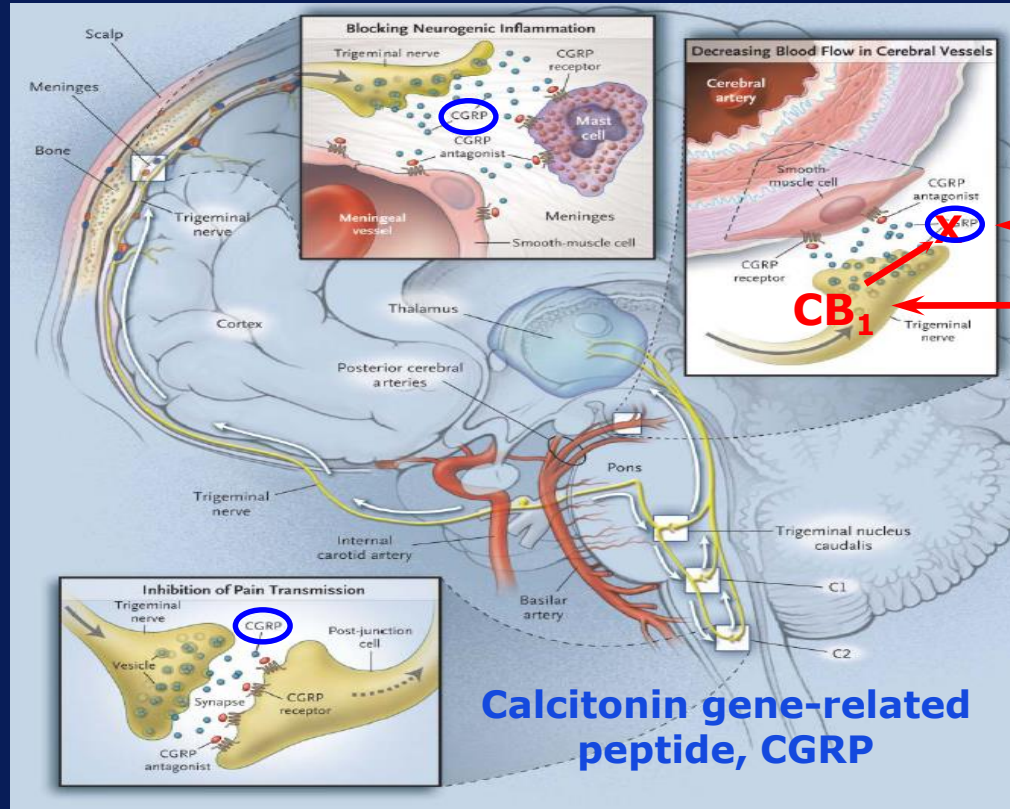 Scalp
Meninges
Bone
Trigeminal
nerve
Cortex
Blocking Neurogenic Inflammation
Trigeminal nerve
CGRP
receptor
CGRP
Mast
cell
CGRP
antagonist
Meningeal
vessel
Meninges
Smooth-muscle cell
Decreasing Blood Flow in Cerebral Vessels
Cerebral
artery
Smooth-
muscle cell
CGRP
antagonist
X
CGRP
receptor
CB₁
Trigeminal
nerve
Thalamus
Posterior cerebral
arteries
Pons
Trigeminal
nerve
Internal
carotid artery
Trigeminal nucleus
caudalis
Basilar
artery
C1
C2
Inhibition of Pain Transmission
Trigeminal
nerve
CGRP
Post-junction
cell
Vesicle
Synapse
CGRP
receptor
CGRP
antagonist
Calcitonin gene-related
peptide, CGRP